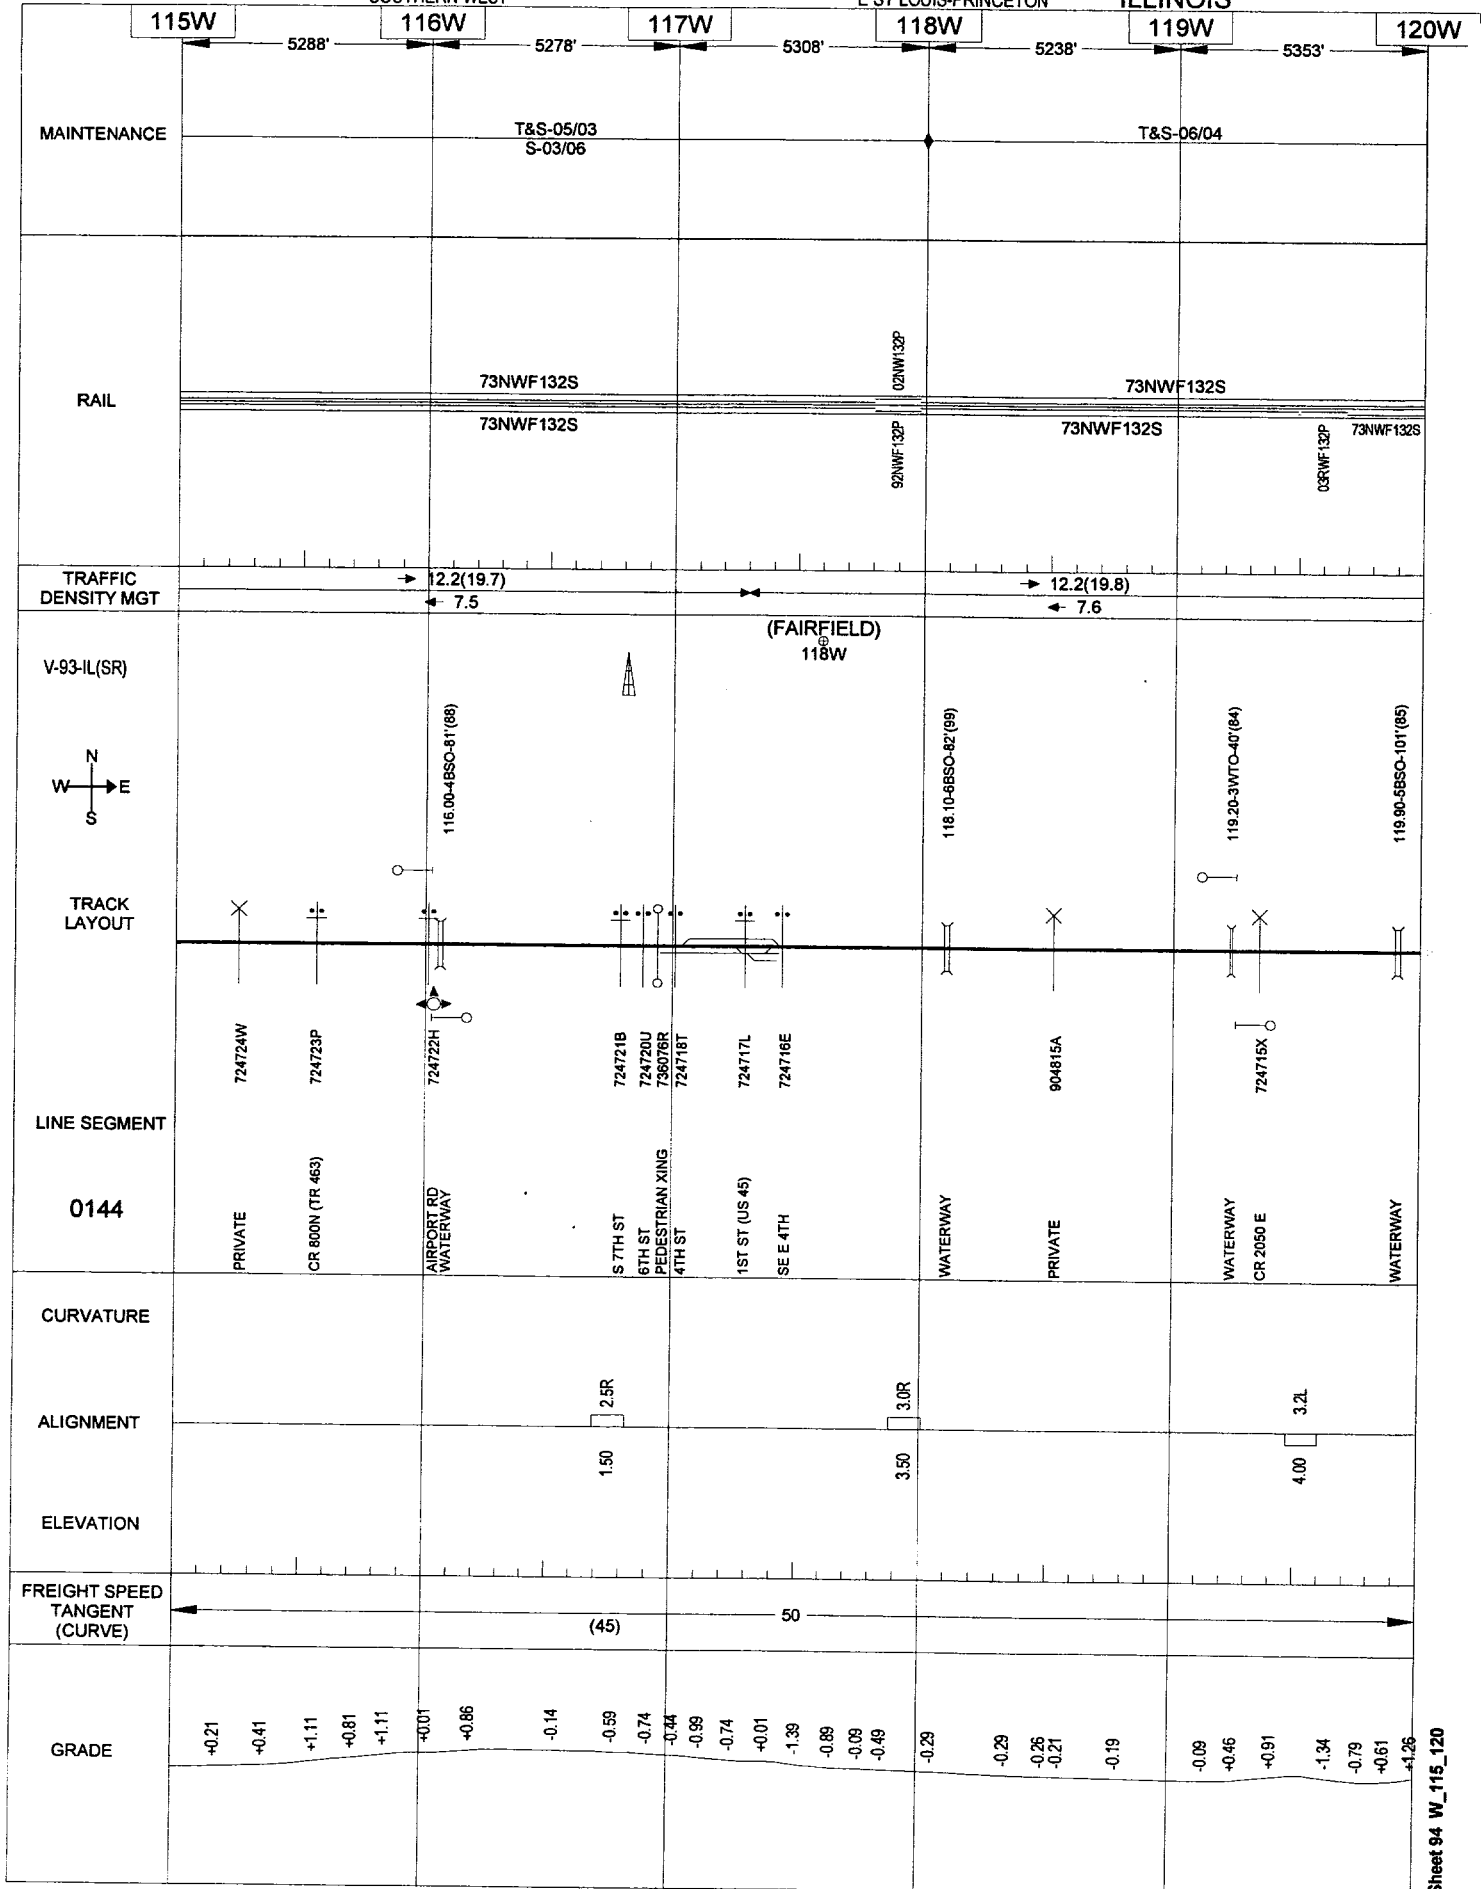 SOUTHERN WEST E ST LOUIS-PRINCETON ILLINOIS
115W 116W 117W 118W 119W 120W
5288' 5278' 5308' 5238' 5353'
MAINTENANCE
T&S-05/03
S-03/06
T&S-06/04
RAIL
73NWF132S
73NWF132S
02NW132P
92NWF132P
73NWF132S
73NWF132S
03RWF132P
73NWF132S
TRAFFIC
DENSITY MGT
12.2(19.7)
7.5
12.2(19.8)
7.6
(FAIRFIELD)
118W
V-93-IL(SR)
N
W E
S
116.00-4BSO-81'(88)
118.10-6BSO-82'(99)
119.20-3WTO-40'(84)
119.90-5BSO-101'(85)
TRACK
LAYOUT
724724W
724723P
724722H
724721B
724720U
736076R
724718T
724717L
724716E
904815A
724715X
LINE SEGMENT
0144
PRIVATE
CR 800N (TR 463)
AIRPORT RD
WATERWAY
S 7TH ST
6TH ST
PEDESTRIAN XING
4TH ST
1ST ST (US 45)
SE E 4TH
WATERWAY
PRIVATE
WATERWAY
CR 2050 E
WATERWAY
CURVATURE
ALIGNMENT
2.5R
1.50
3.0R
3.50
3.2L
4.00
ELEVATION
FREIGHT SPEED
TANGENT
(CURVE)
(45)
50
GRADE
+0.21
+0.41
+1.11
+0.81
+1.11
+0.01
+0.86
-0.14
-0.59
-0.74
-0.44
-0.99
-0.74
+0.01
-1.39
-0.89
-0.09
-0.49
-0.29
-0.29
-0.26
-0.21
-0.19
-0.09
+0.46
+0.91
-1.34
-0.79
+0.61
+1.26
Sheet 94 W_115_120